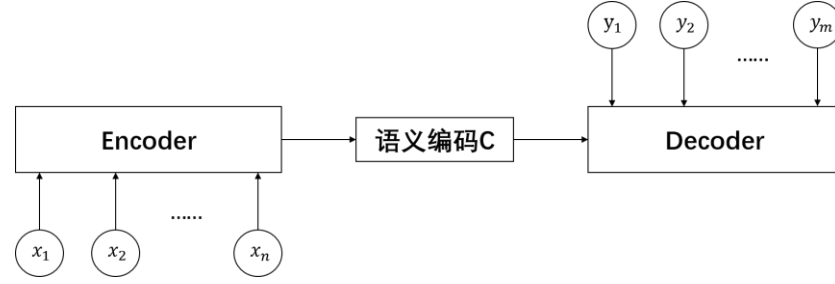 y₁ y₂ …… yₘ
Encoder 语义编码C Decoder
x₁ x₂ …… xₙ